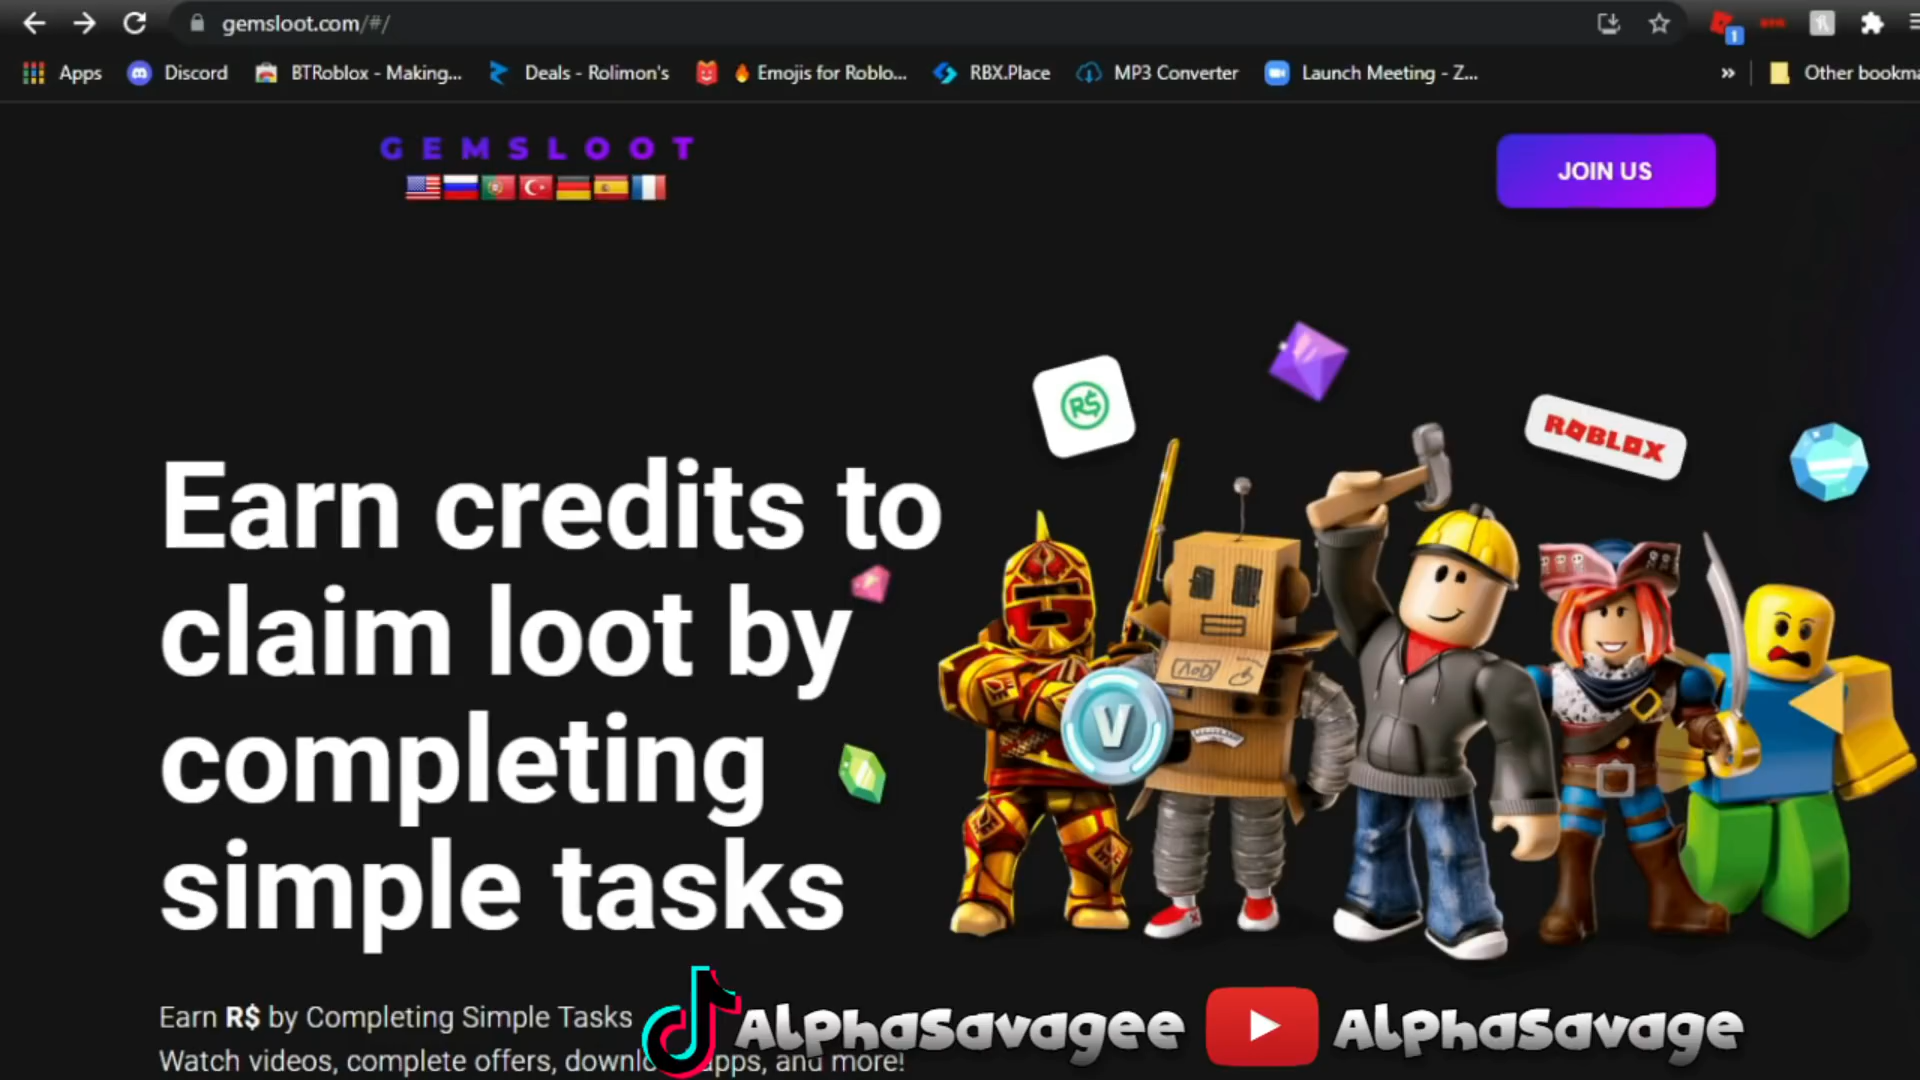 gemsloot.com/#/
1
Apps
Discord
BTRoblox - Making...
Deals - Rolimon's
Emojis for Roblo...
RBX.Place
MP3 Converter
Launch Meeting - Z...
»
Other bookma
GEMSLOOT
JOIN US
R$
ROBLOX
V
Earn credits to
claim loot by
completing
simple tasks
Earn R$ by Completing Simple Tasks
Watch videos, complete offers, downlo apps, and more!
AlphaSavagee
AlphaSavage